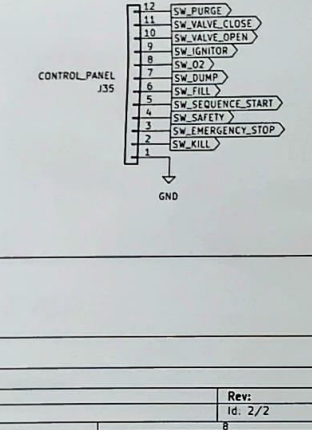 12 SW_PURGE
11 SW_VALVE_CLOSE
10 SW_VALVE_OPEN
9 SW_IGNITOR
8 SW_O2
7 SW_DUMP
6 SW_FILL
5 SW_SEQUENCE_START
4 SW_SAFETY
3 SW_EMERGENCY_STOP
2 SW_KILL
1
CONTROL_PANEL
J35
GND
Rev:
Id: 2/2
8